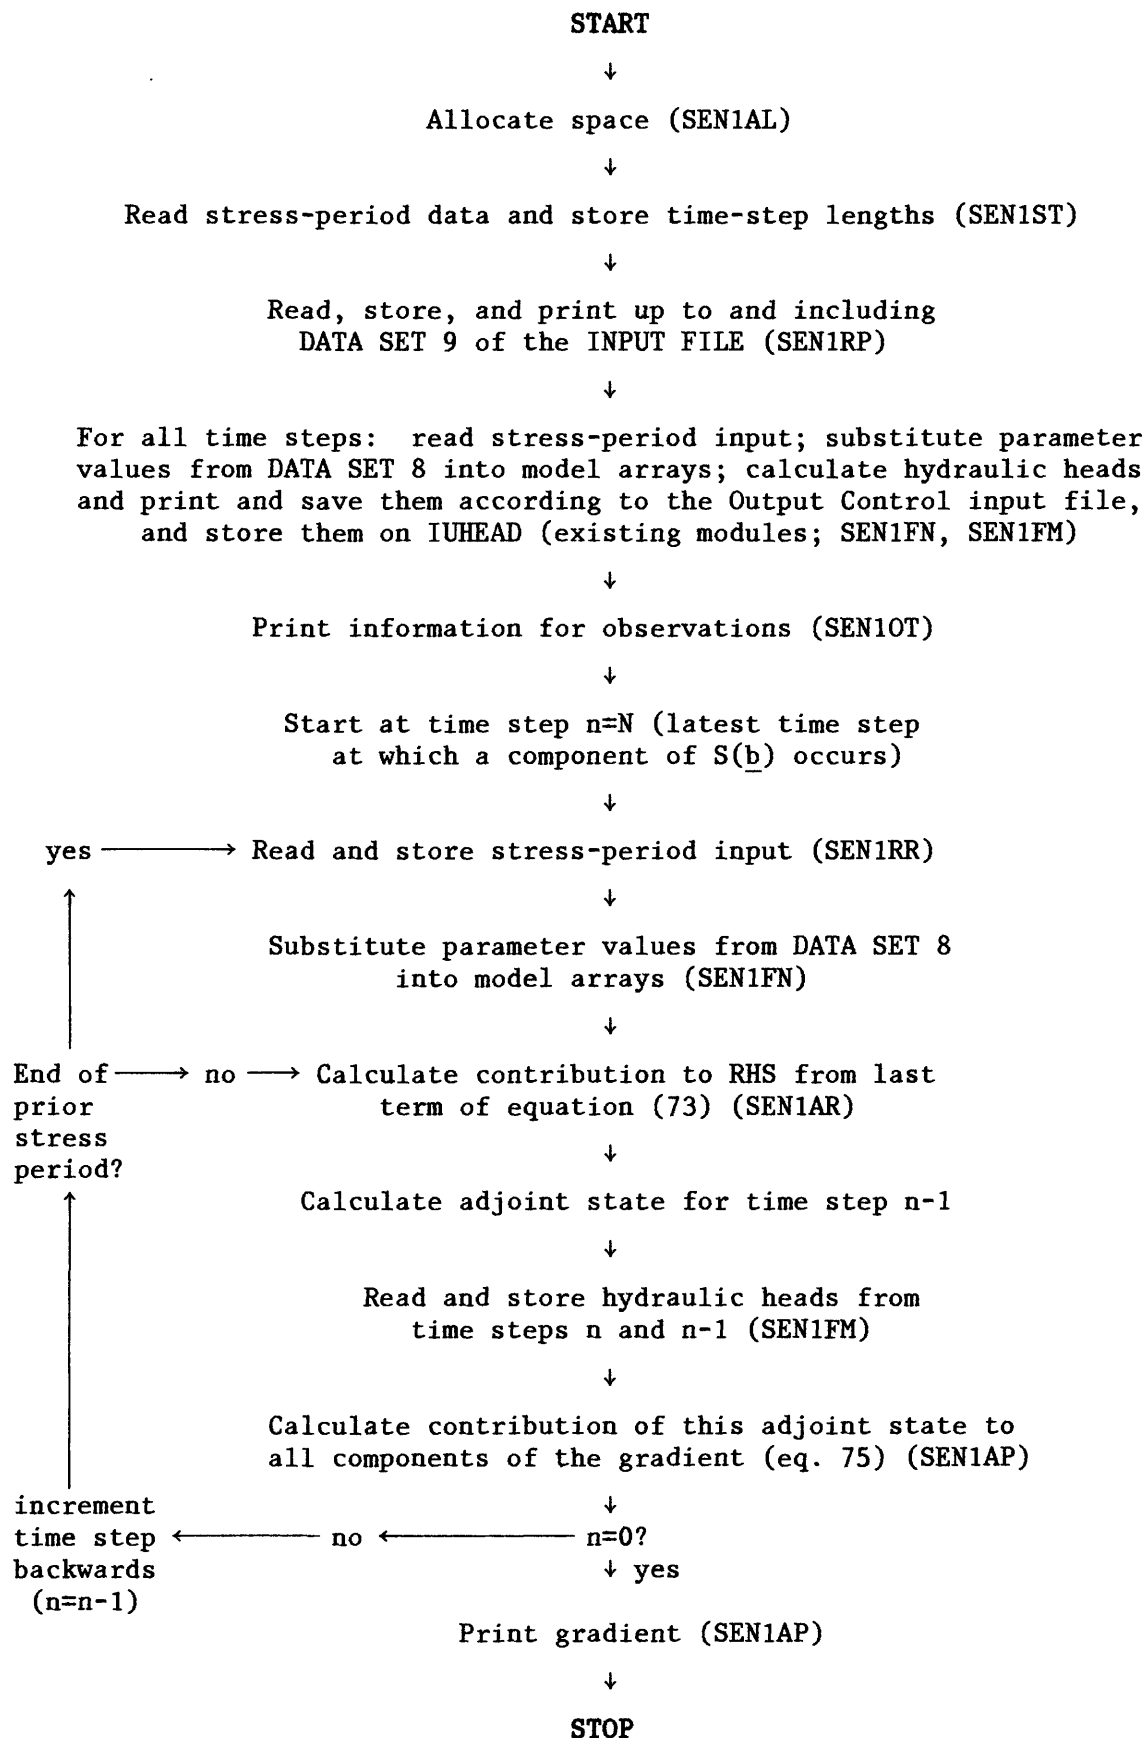 START
↓
Allocate space (SEN1AL)
↓
Read stress-period data and store time-step lengths (SEN1ST)
↓
Read, store, and print up to and including
DATA SET 9 of the INPUT FILE (SEN1RP)
↓
For all time steps: read stress-period input; substitute parameter
values from DATA SET 8 into model arrays; calculate hydraulic heads
and print and save them according to the Output Control input file,
and store them on IUHEAD (existing modules; SEN1FN, SEN1FM)
↓
Print information for observations (SEN1OT)
↓
Start at time step n=N (latest time step
at which a component of S(b) occurs)
↓
yes → Read and store stress-period input (SEN1RR)
↓
Substitute parameter values from DATA SET 8
into model arrays (SEN1FN)
↓
End of → no → Calculate contribution to RHS from last
prior term of equation (73) (SEN1AR)
stress
period?
↓
Calculate adjoint state for time step n-1
↓
Read and store hydraulic heads from
time steps n and n-1 (SEN1FM)
↓
Calculate contribution of this adjoint state to
all components of the gradient (eq. 75) (SEN1AP)
increment ↓
time step ← no ← n=0?
backwards ↓ yes
(n=n-1)
Print gradient (SEN1AP)
↓
STOP